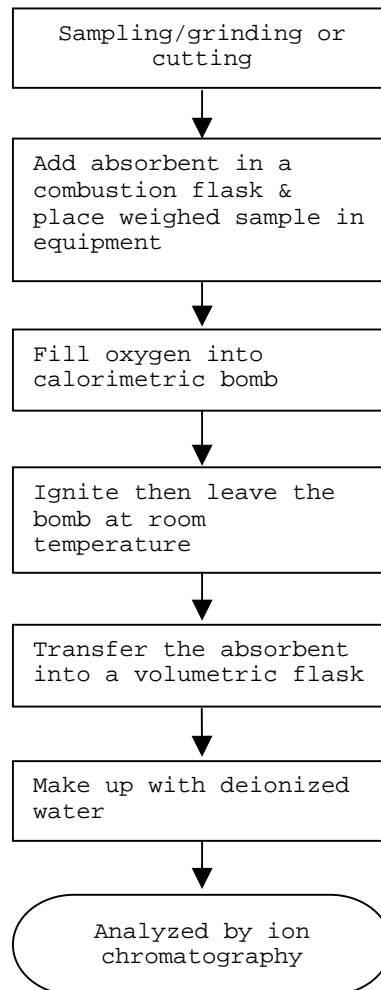 Sampling/grinding or
cutting
Add absorbent in a
combustion flask &
place weighed sample in
equipment
Fill oxygen into
calorimetric bomb
Ignite then leave the
bomb at room
temperature
Transfer the absorbent
into a volumetric flask
Make up with deionized
water
Analyzed by ion
chromatography